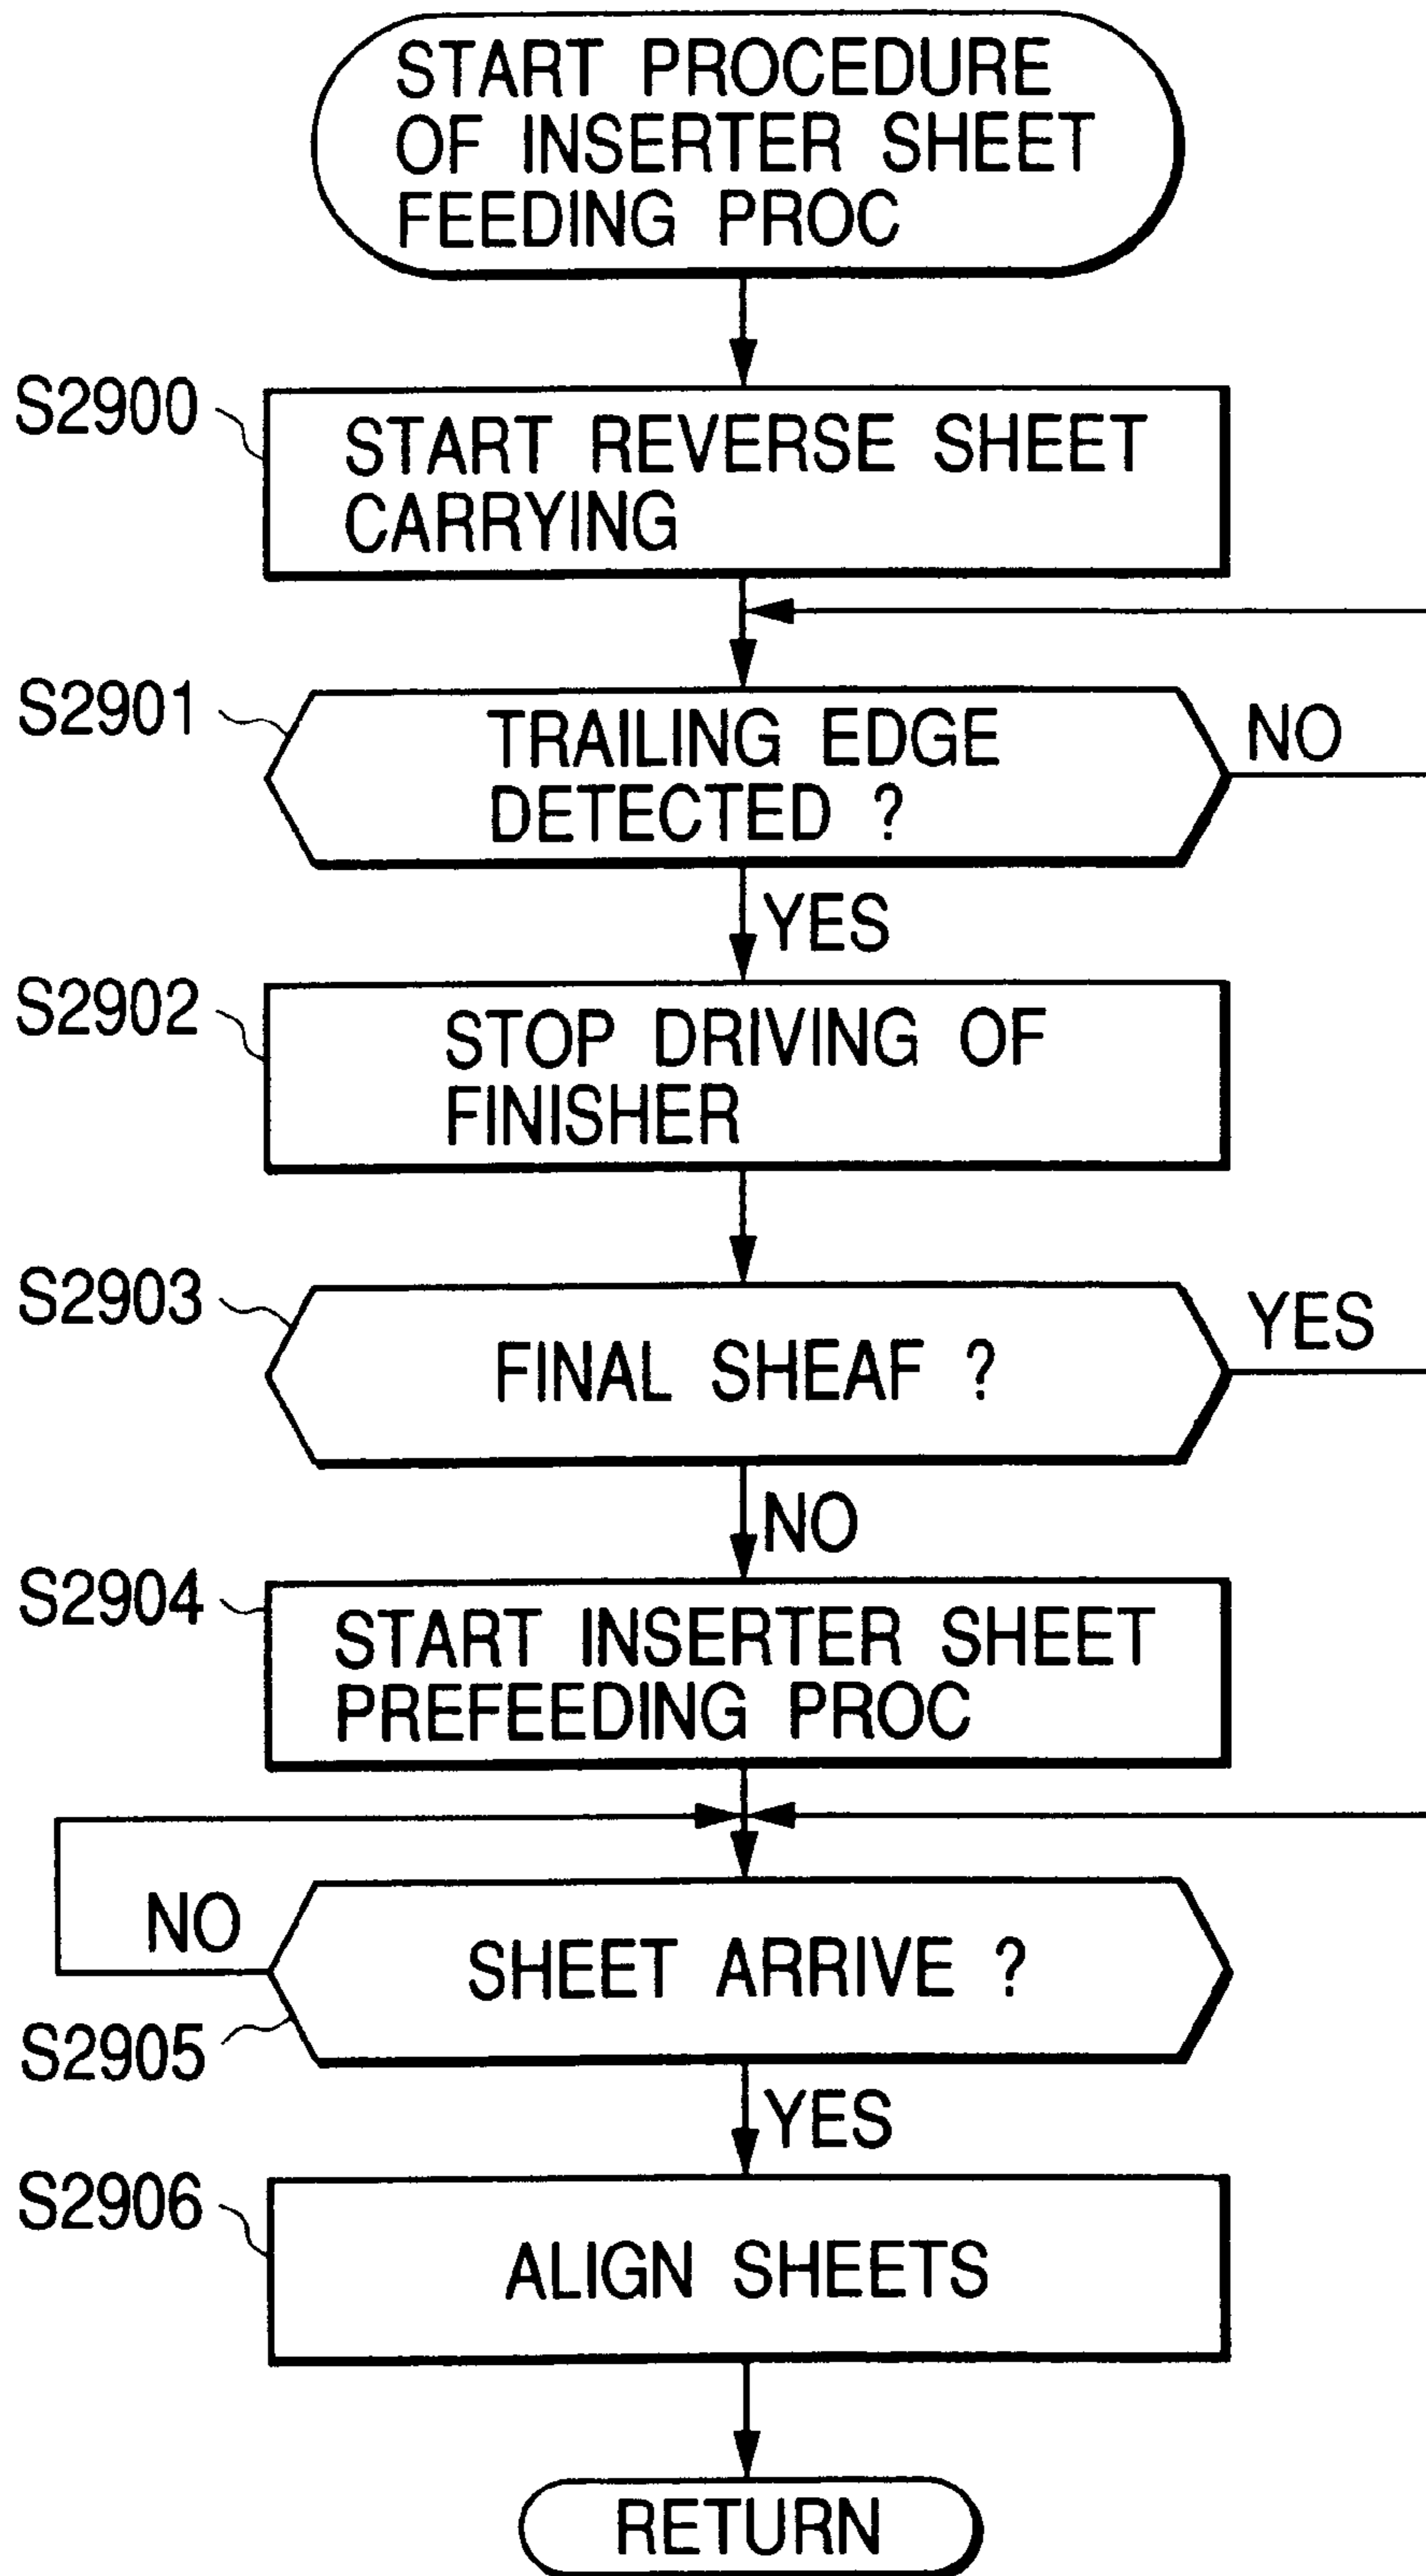 START PROCEDURE
OF INSERTER SHEET
FEEDING PROC
S2900
START REVERSE SHEET
CARRYING
S2901
TRAILING EDGE
DETECTED ?
NO
YES
S2902
STOP DRIVING OF
FINISHER
S2903
FINAL SHEAF ?
YES
NO
S2904
START INSERTER SHEET
PREFEEDING PROC
NO
SHEET ARRIVE ?
S2905
YES
S2906
ALIGN SHEETS
RETURN